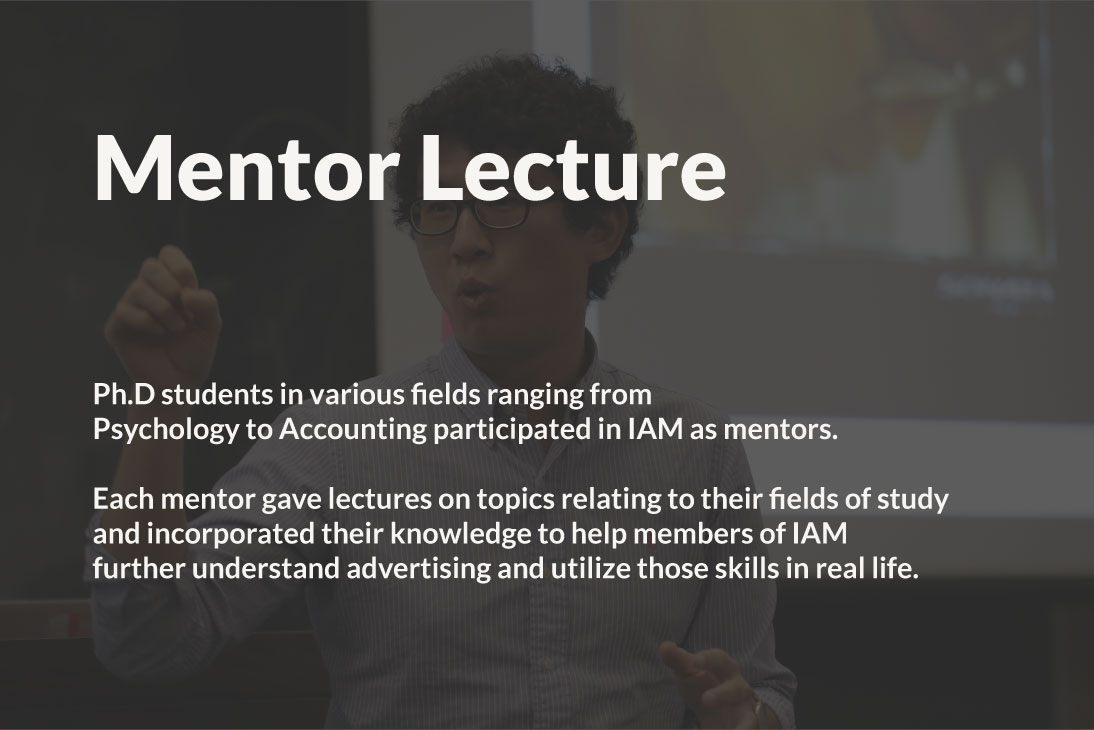 Mentor Lecture
Ph.D students in various fields ranging from
Psychology to Accounting participated in IAM as mentors.
Each mentor gave lectures on topics relating to their fields of study
and incorporated their knowledge to help members of IAM
further understand advertising and utilize those skills in real life.